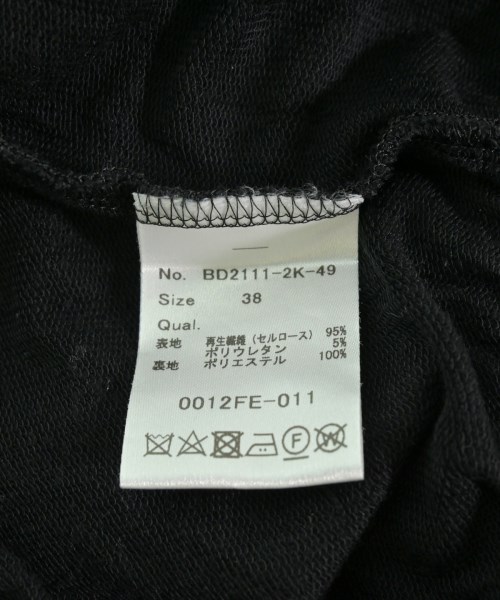 No. BD2111-2K-49
Size 38
Qual.
表地 再生繊維(セルロース) 95%
ポリウレタン 5%
裏地 ポリエステル 100%
0012FE-011
F W